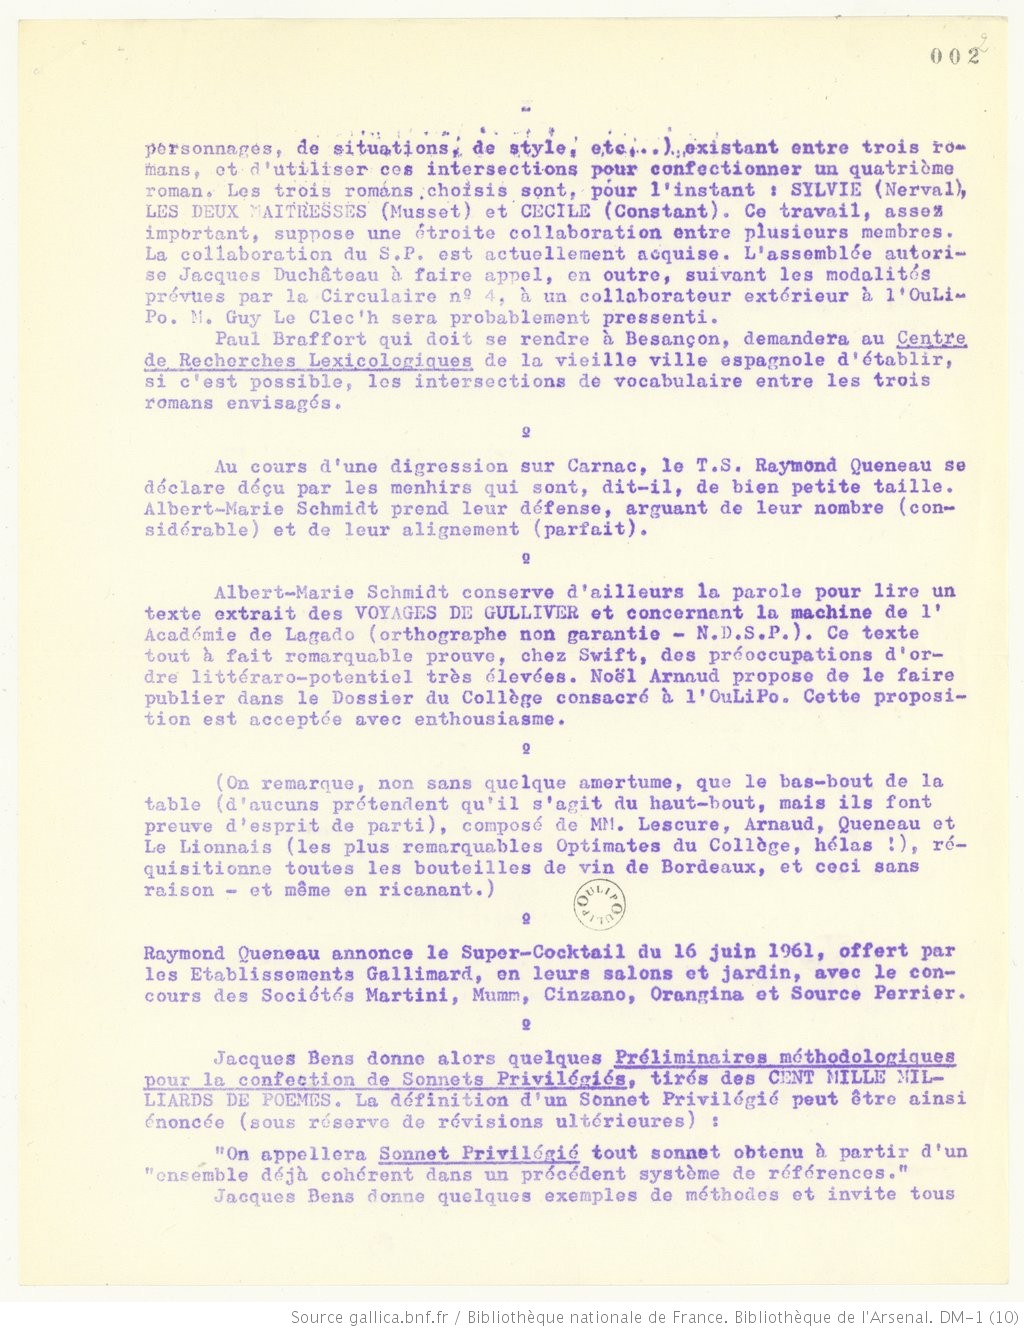 002
2
-
personnages, de situations, de style, etc...) existant entre trois ro-
mans, et d'utiliser ces intersections pour confectionner un quatrième
roman. Les trois romans choisis sont, pour l'instant : SYLVIE (Nerval),
LES DEUX MAITRESSES (Musset) et CECILE (Constant). Ce travail, assez
important, suppose une étroite collaboration entre plusieurs membres.
La collaboration du S.P. est actuellement acquise. L'assemblée autori-
se Jacques Duchâteau à faire appel, en outre, suivant les modalités
prévues par la Circulaire nº 4, à un collaborateur extérieur à l'OuLi-
Po. M. Guy Le Clec'h sera probablement pressenti.
Paul Braffort qui doit se rendre à Besançon, demandera au Centre
de Recherches Lexicologiques de la vieille ville espagnole d'établir,
si c'est possible, les intersections de vocabulaire entre les trois
romans envisagés.
º
Au cours d'une digression sur Carnac, le T.S. Raymond Queneau se
déclare déçu par les menhirs qui sont, dit-il, de bien petite taille.
Albert-Marie Schmidt prend leur défense, arguant de leur nombre (con-
sidérable) et de leur alignement (parfait).
º
Albert-Marie Schmidt conserve d'ailleurs la parole pour lire un
texte extrait des VOYAGES DE GULLIVER et concernant la machine de l'
Académie de Lagado (orthographe non garantie - N.D.S.P.). Ce texte
tout à fait remarquable prouve, chez Swift, des préoccupations d'or-
dre littéraro-potentiel très élevées. Noël Arnaud propose de le faire
publier dans le Dossier du Collège consacré à l'OuLiPo. Cette proposi-
tion est acceptée avec enthousiasme.
º
(On remarque, non sans quelque amertume, que le bas-bout de la
table (d'aucuns prétendent qu'il s'agit du haut-bout, mais ils font
preuve d'esprit de parti), composé de MM. Lescure, Arnaud, Queneau et
Le Lionnais (les plus remarquables Optimates du Collège, hélas !), ré-
quisitionne toutes les bouteilles de vin de Bordeaux, et ceci sans
raison - et même en ricanant.)
OULIPO OULIPO
º
Raymond Queneau annonce le Super-Cocktail du 16 juin 1961, offert par
les Etablissements Gallimard, en leurs salons et jardin, avec le con-
cours des Sociétés Martini, Mumm, Cinzano, Orangina et Source Perrier.
º
Jacques Bens donne alors quelques Préliminaires méthodologiques
pour la confection de Sonnets Privilégiés, tirés des CENT MILLE MIL-
LIARDS DE POEMES. La définition d'un Sonnet Privilégié peut être ainsi
énoncée (sous réserve de révisions ultérieures) :
"On appellera Sonnet Privilégié tout sonnet obtenu à partir d'un
"ensemble déjà cohérent dans un précédent système de références."
Jacques Bens donne quelques exemples de méthodes et invite tous
Source gallica.bnf.fr / Bibliothèque nationale de France. Bibliothèque de l'Arsenal. DM-1 (10)